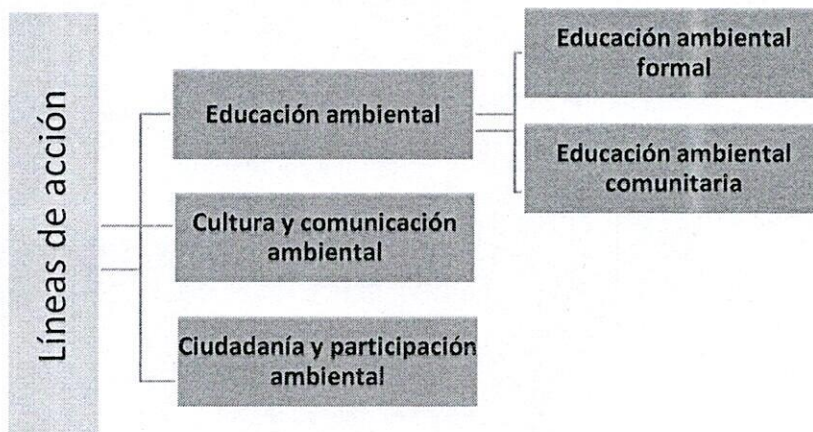 Líneas de acción
Educación ambiental
Cultura y comunicación
ambiental
Ciudadanía y participación
ambiental
Educación ambiental
formal
Educación ambiental
comunitaria